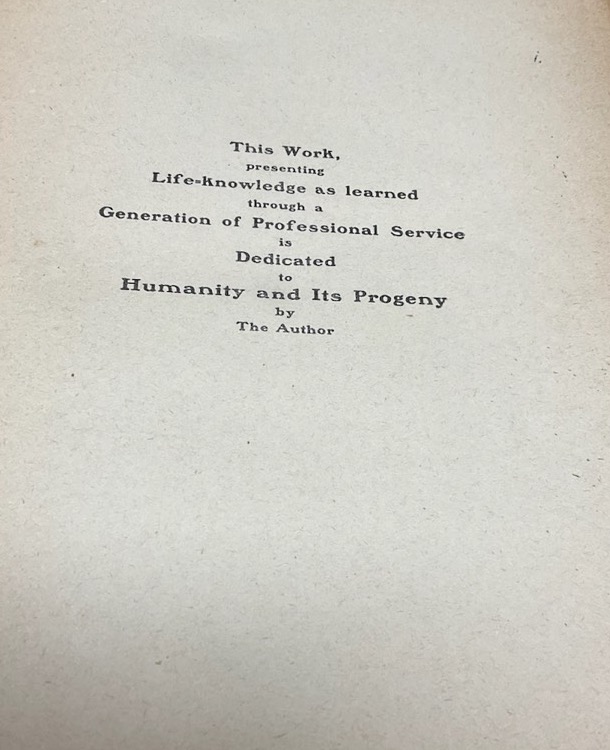 This Work,
presenting
Life-knowledge as learned
through a
Generation of Professional Service
is
Dedicated
to
Humanity and Its Progeny
by
The Author